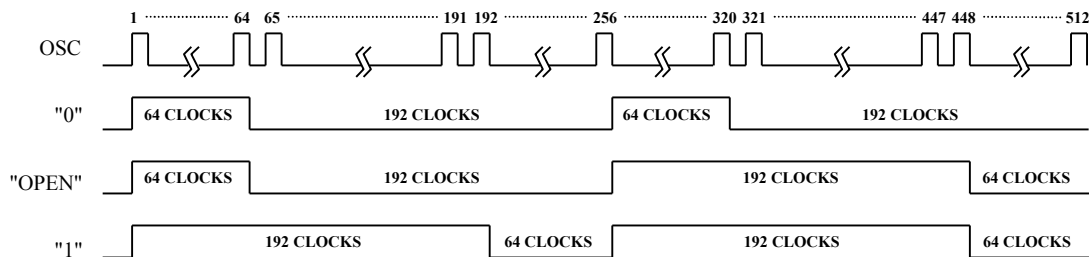 1 64 65 191 192 256 320 321 447 448 512
OSC
"0" 64 CLOCKS 192 CLOCKS 64 CLOCKS 192 CLOCKS
"OPEN" 64 CLOCKS 192 CLOCKS 192 CLOCKS 64 CLOCKS
"1" 192 CLOCKS 64 CLOCKS 192 CLOCKS 64 CLOCKS